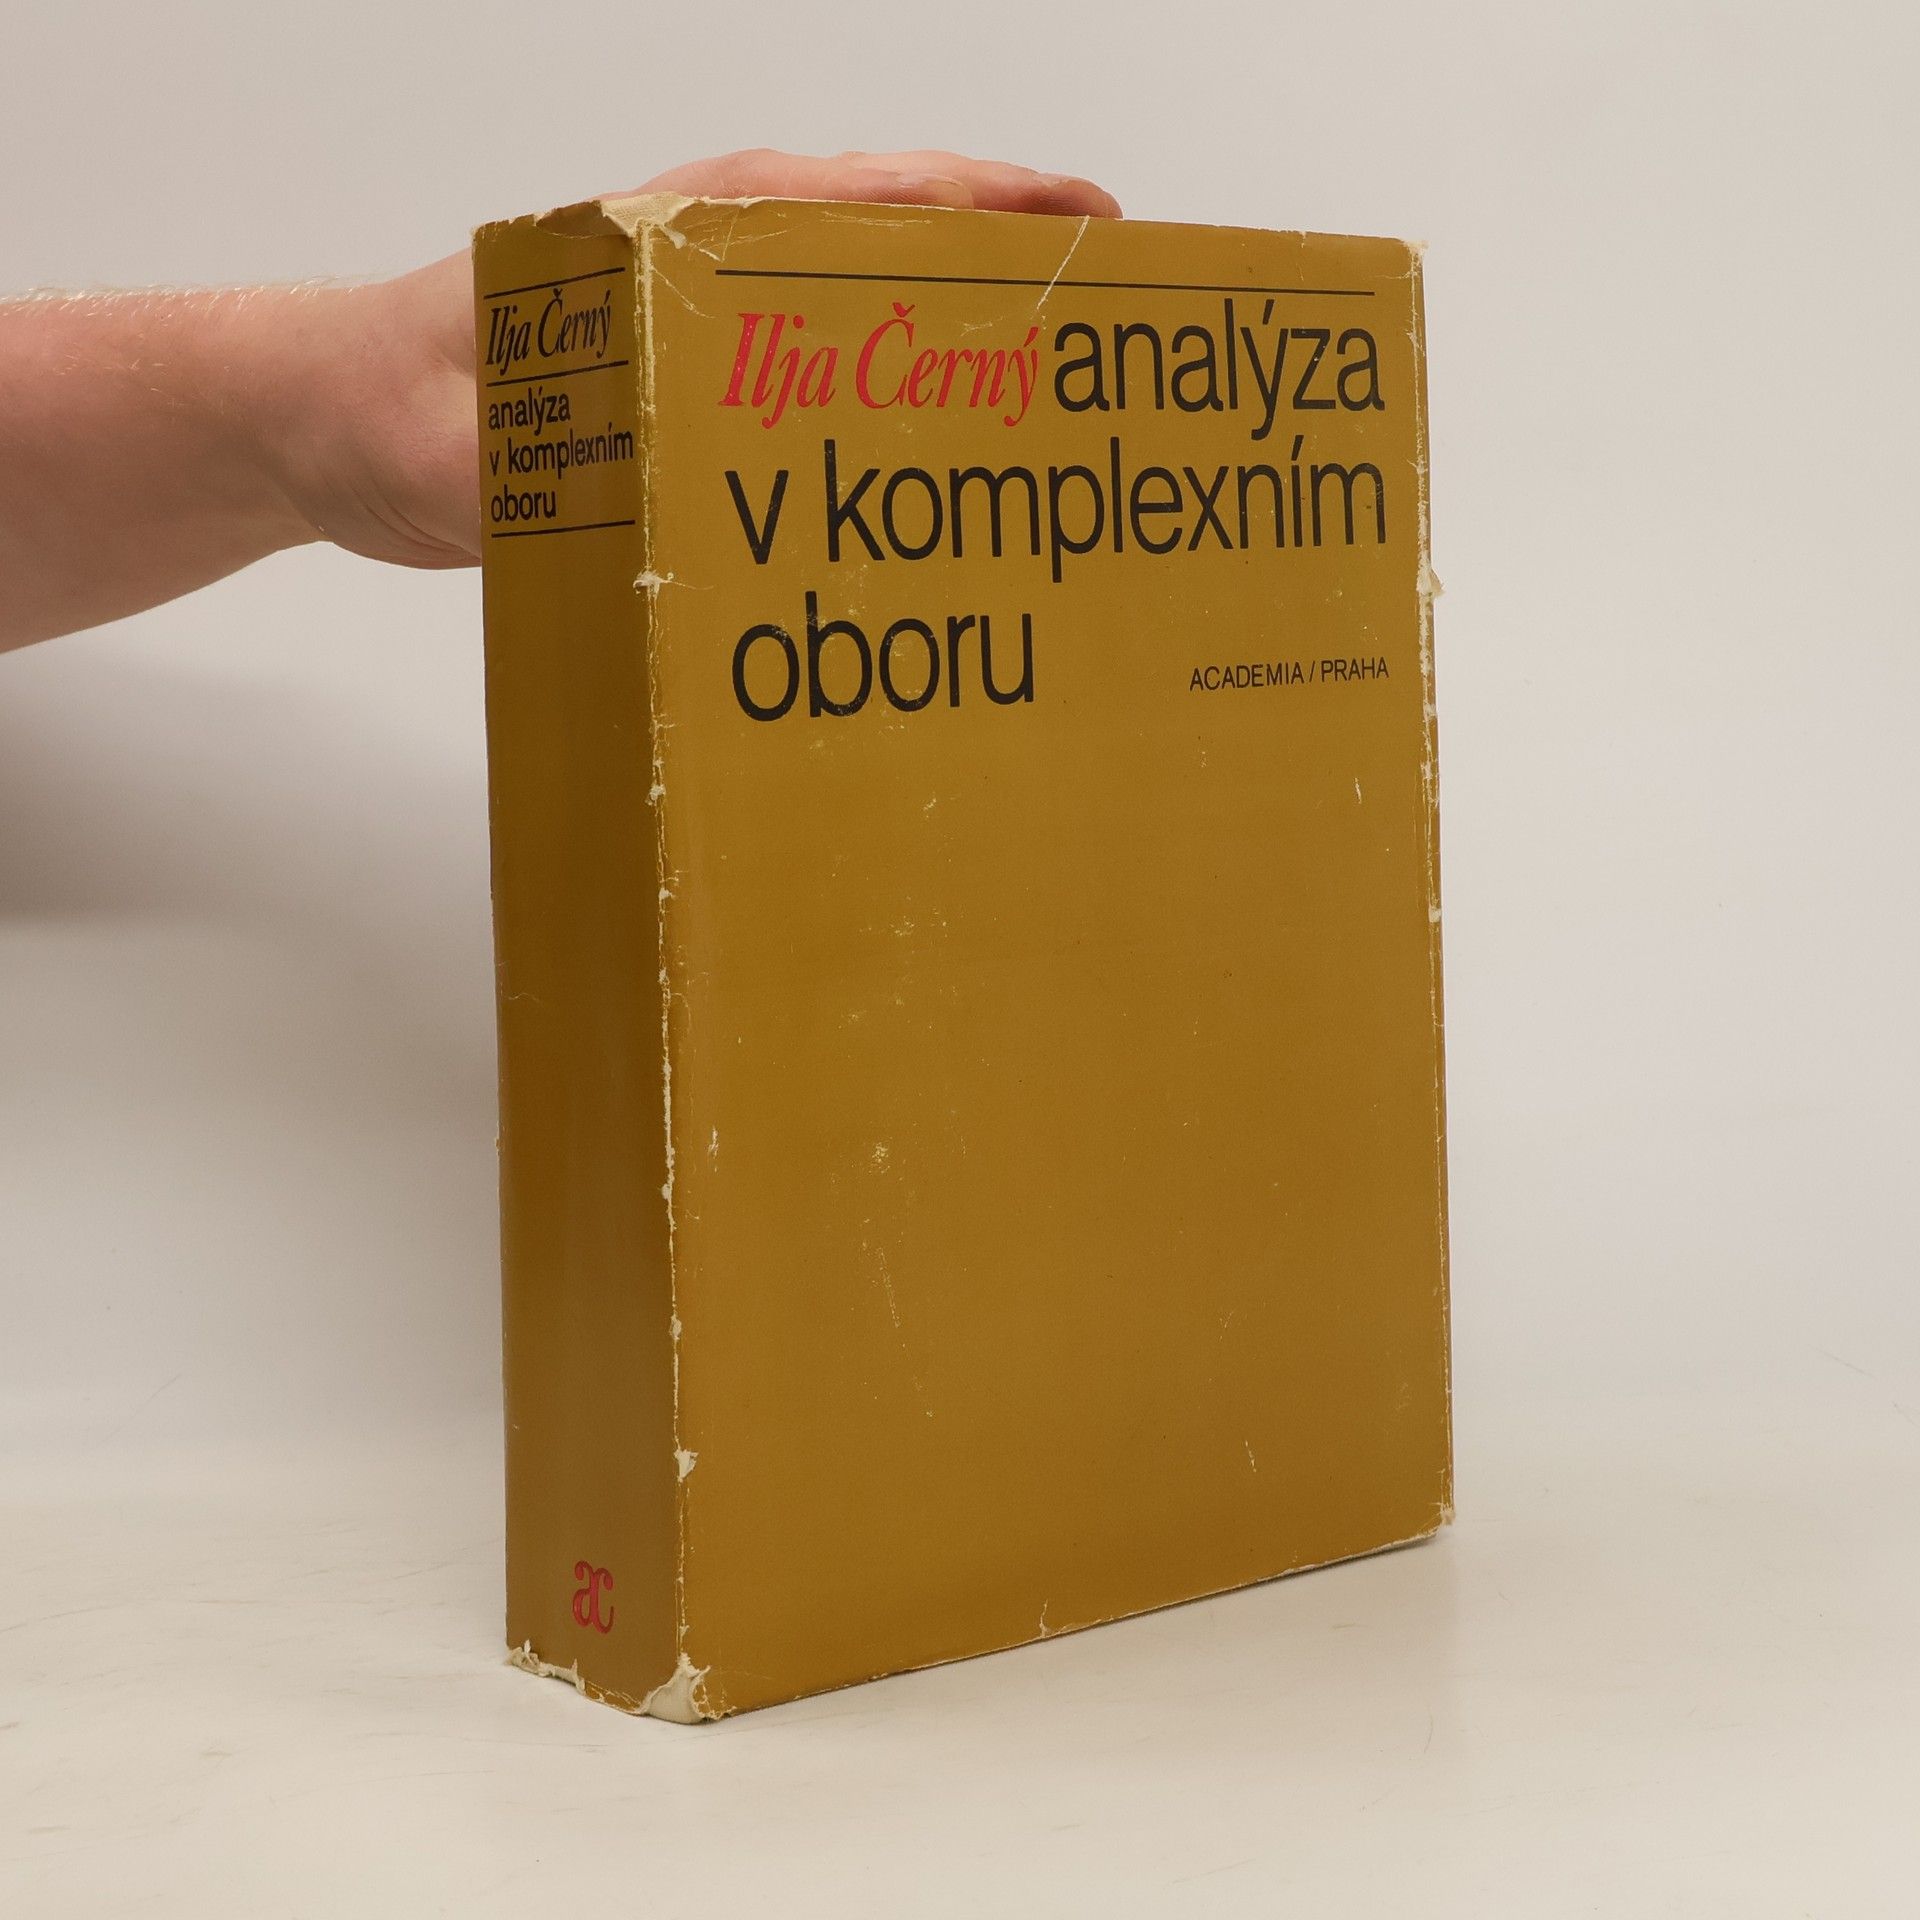 Ilja Černý
analýza
v komplexním
oboru
ac
Ilja Černý analýza
v komplexním
oboru
ACADEMIA / PRAHA